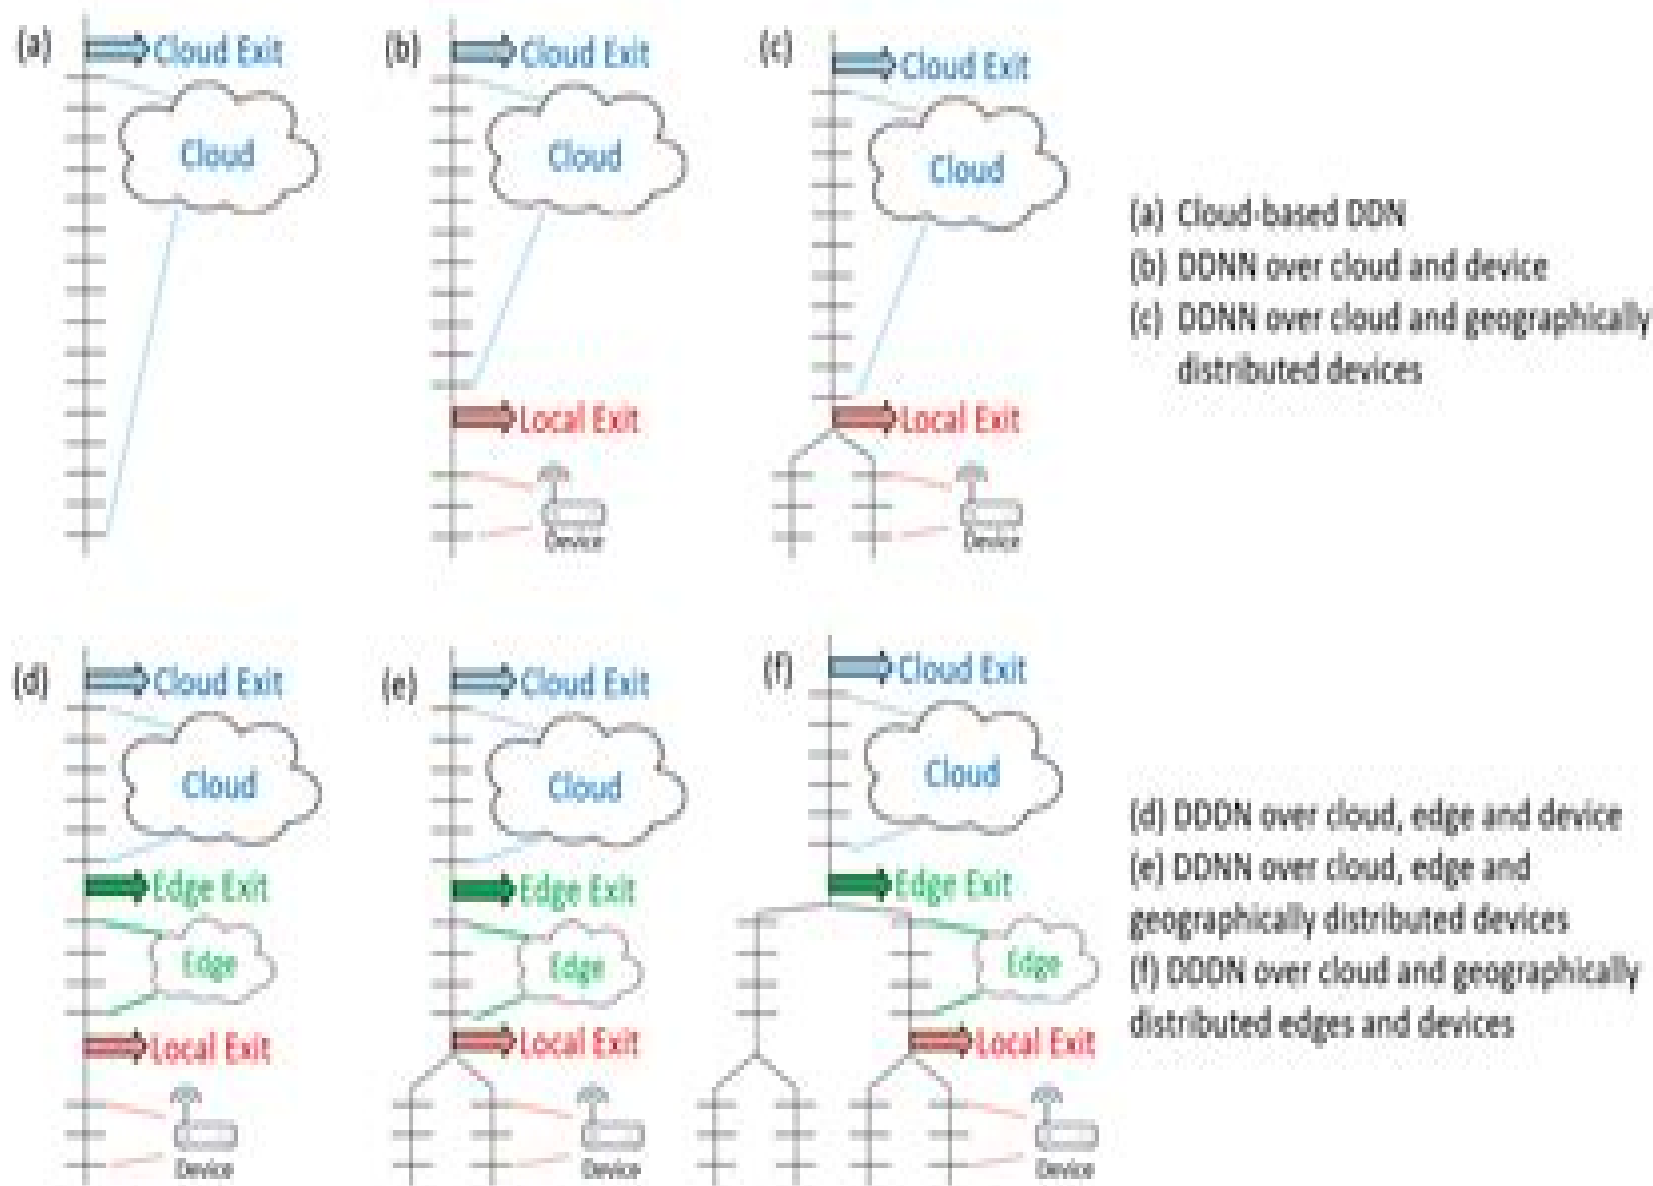 (a)
Cloud Exit
Cloud
(b)
Cloud Exit
Cloud
Local Exit
Device
(c)
Cloud Exit
Cloud
Local Exit
Device
(a) Cloud-based DDN
(b) DDNN over cloud and device
(c) DDNN over cloud and geographically
distributed devices
(d)
Cloud Exit
Cloud
Edge Exit
Edge
Local Exit
Device
(e)
Cloud Exit
Cloud
Edge Exit
Edge
Local Exit
Device
(f)
Cloud Exit
Cloud
Edge Exit
Edge
Local Exit
Device
(d) DDDN over cloud, edge and device
(e) DDNN over cloud, edge and
geographically distributed devices
(f) DDDN over cloud and geographically
distributed edges and devices